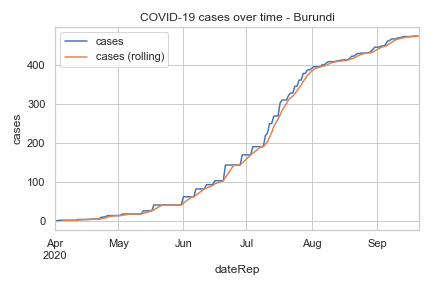 COVID-19 cases over time - Burundi
cases
cases (rolling)
400
300
200
100
0
cases
Apr May Jun Jul Aug Sep
2020
dateRep